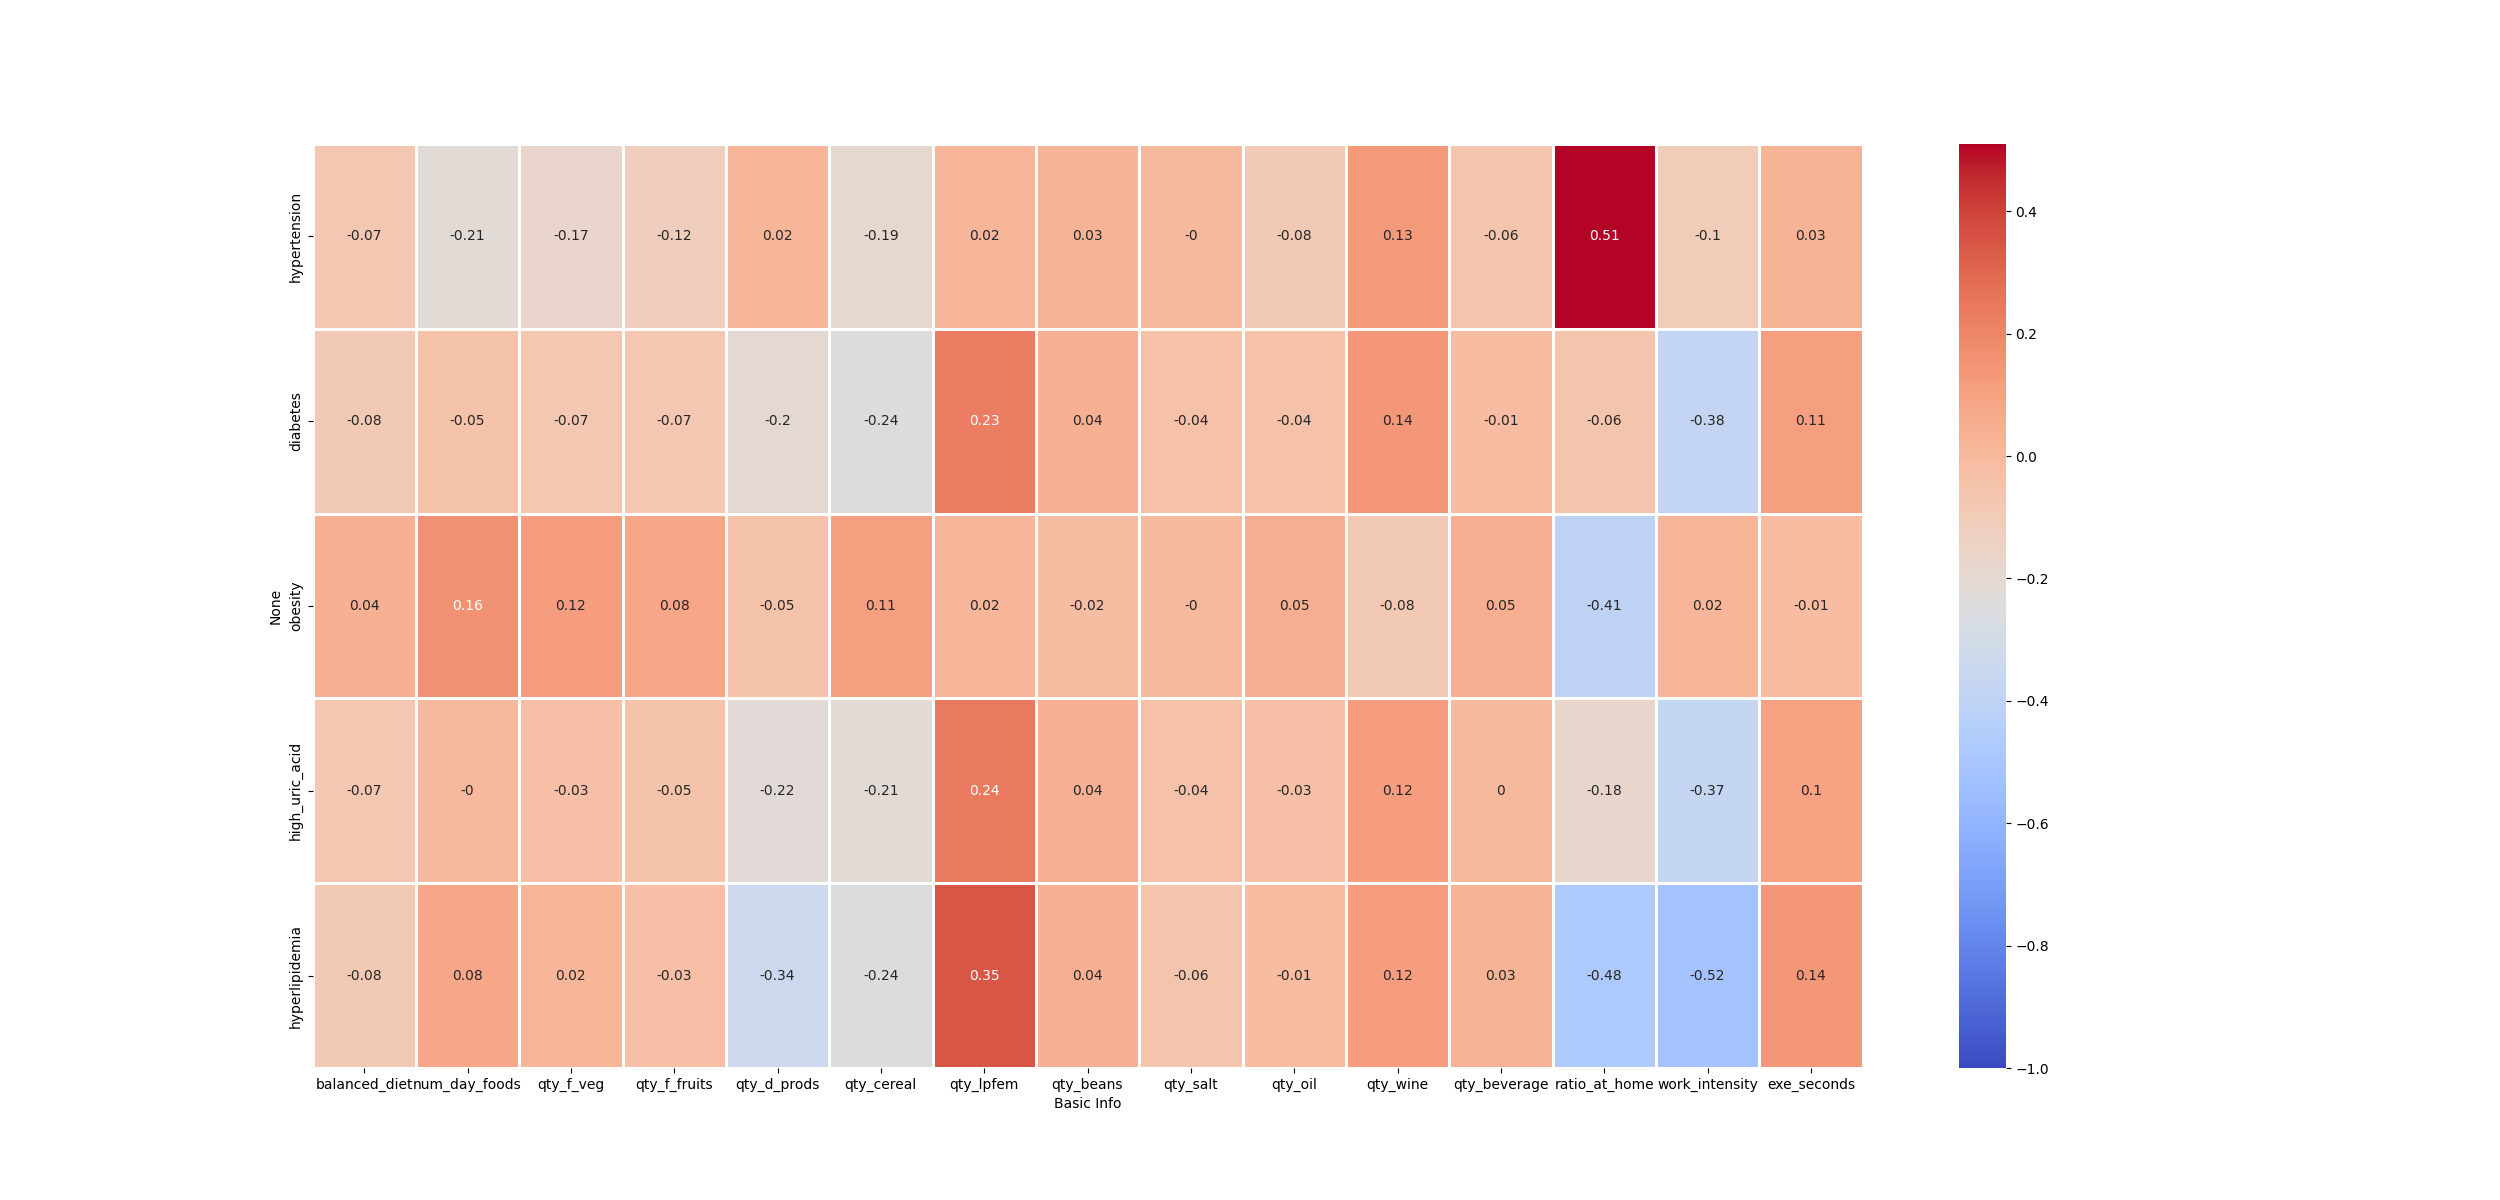 hypertension
-0.07 -0.21 -0.17 -0.12 0.02 -0.19 0.02 0.03 -0 -0.08 0.13 -0.06 0.51 -0.1 0.03
diabetes
-0.08 -0.05 -0.07 -0.07 -0.2 -0.24 0.23 0.04 -0.04 -0.04 0.14 -0.01 -0.06 -0.38 0.11
None
obesity
0.04 0.16 0.12 0.08 -0.05 0.11 0.02 -0.02 -0 0.05 -0.08 0.05 -0.41 0.02 -0.01
high_uric_acid
-0.07 -0 -0.03 -0.05 -0.22 -0.21 0.24 0.04 -0.04 -0.03 0.12 0 -0.18 -0.37 0.1
hyperlipidemia
-0.08 0.08 0.02 -0.03 -0.34 -0.24 0.35 0.04 -0.06 -0.01 0.12 0.03 -0.48 -0.52 0.14
balanced_diet num_day_foods qty_f_veg qty_f_fruits qty_d_prods qty_cereal qty_lpfem qty_beans qty_salt qty_oil qty_wine qty_beverage ratio_at_home work_intensity exe_seconds
Basic Info
0.4
0.2
0.0
−0.2
−0.4
−0.6
−0.8
−1.0